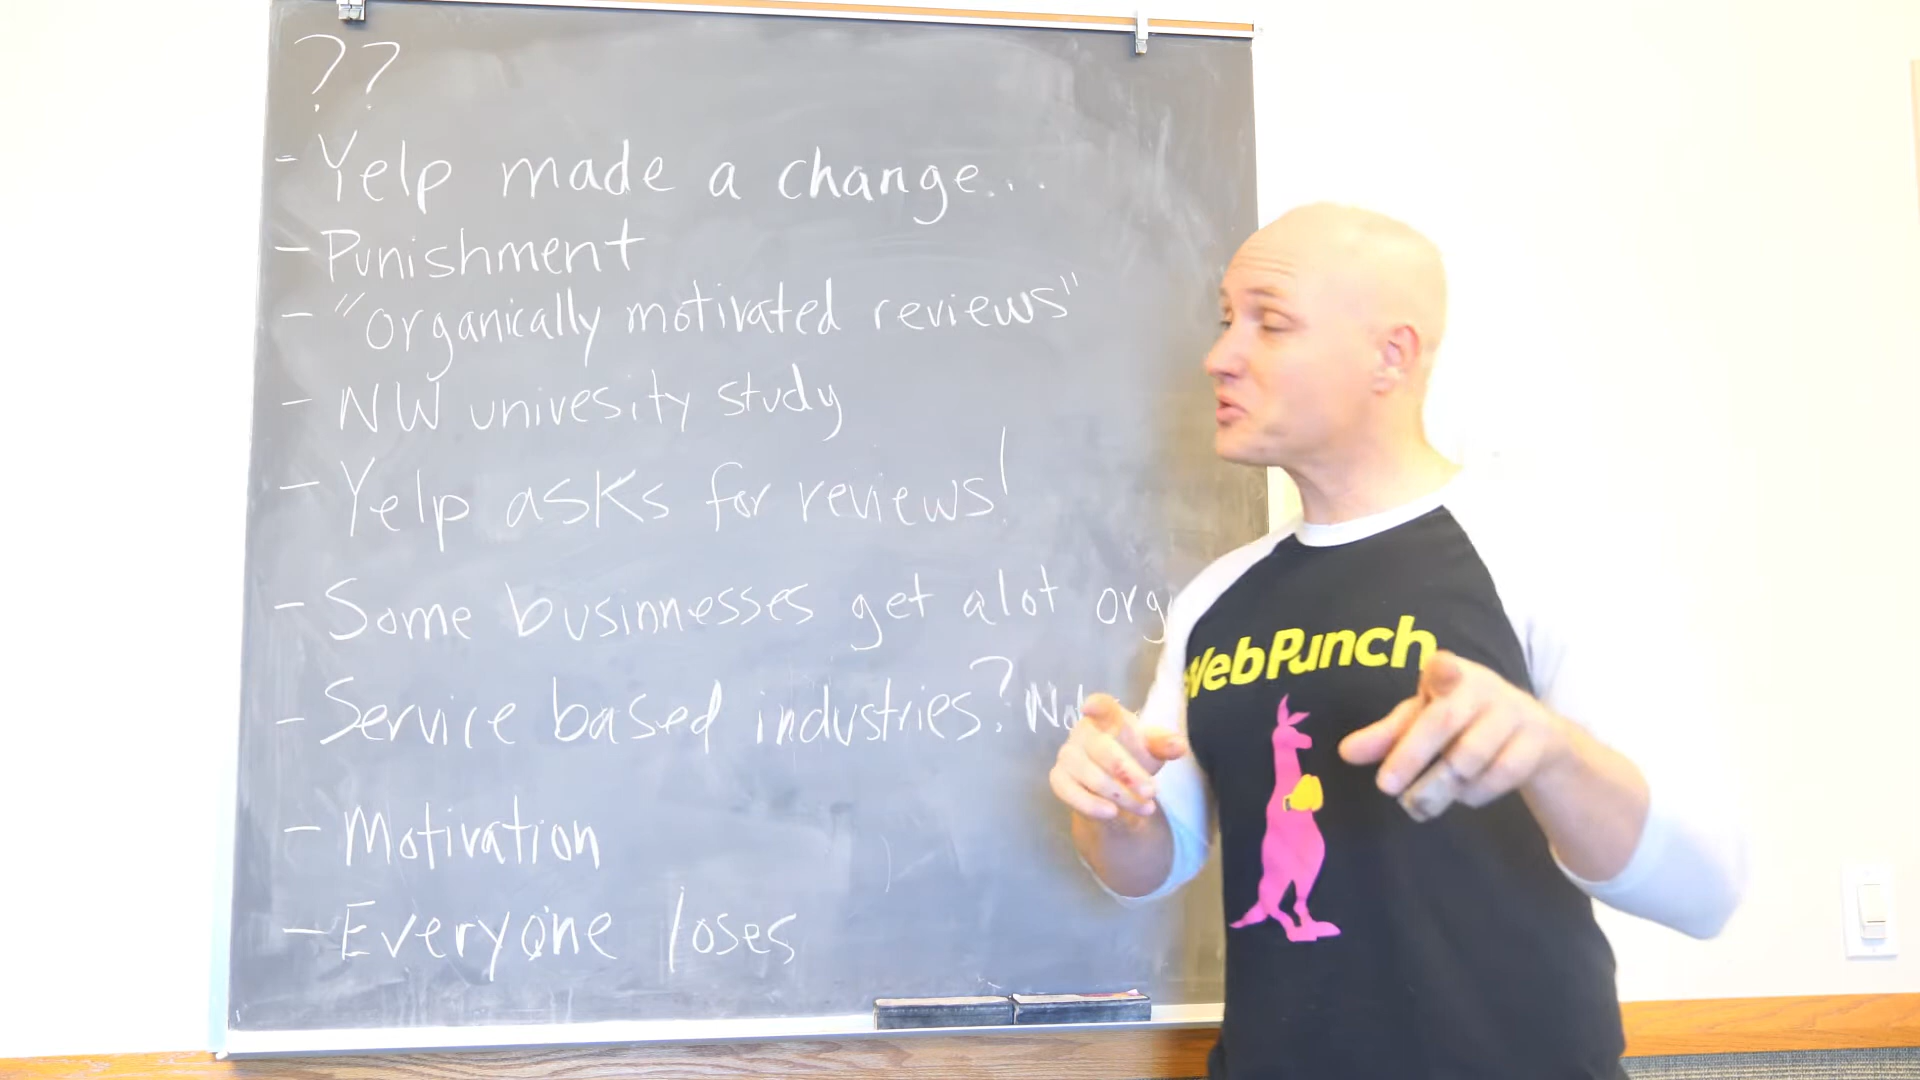 ??
- Yelp made a change...
- Punishment
- "organically motivated reviews"
- NW univesity study
- Yelp asks for reviews!
- Some businnesses get alot
- Service based industries?
- Motivation
- Everyone loses
WebPunch